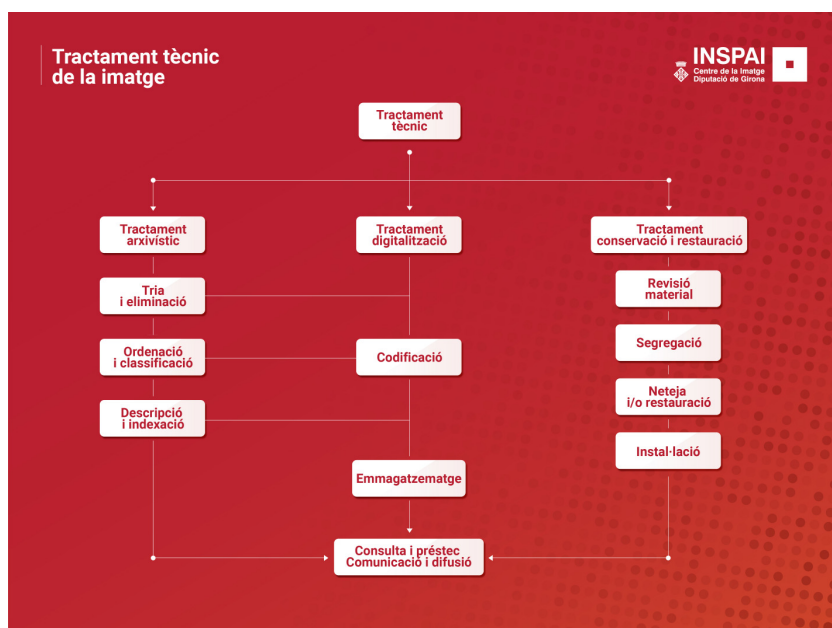 Tractament tècnic
de la imatge
INSPAI
Centre de la Imatge
Diputació de Girona
Tractament
tècnic
Tractament
arxivístic
Tractament
digitalització
Tractament
conservació i restauració
Tria
i eliminació
Revisió
material
Ordenació
i classificació
Codificació
Segregació
Descripció
i indexació
Neteja
i/o restauració
Emmagatzematge
Instal·lació
Consulta i préstec
Comunicació i difusió